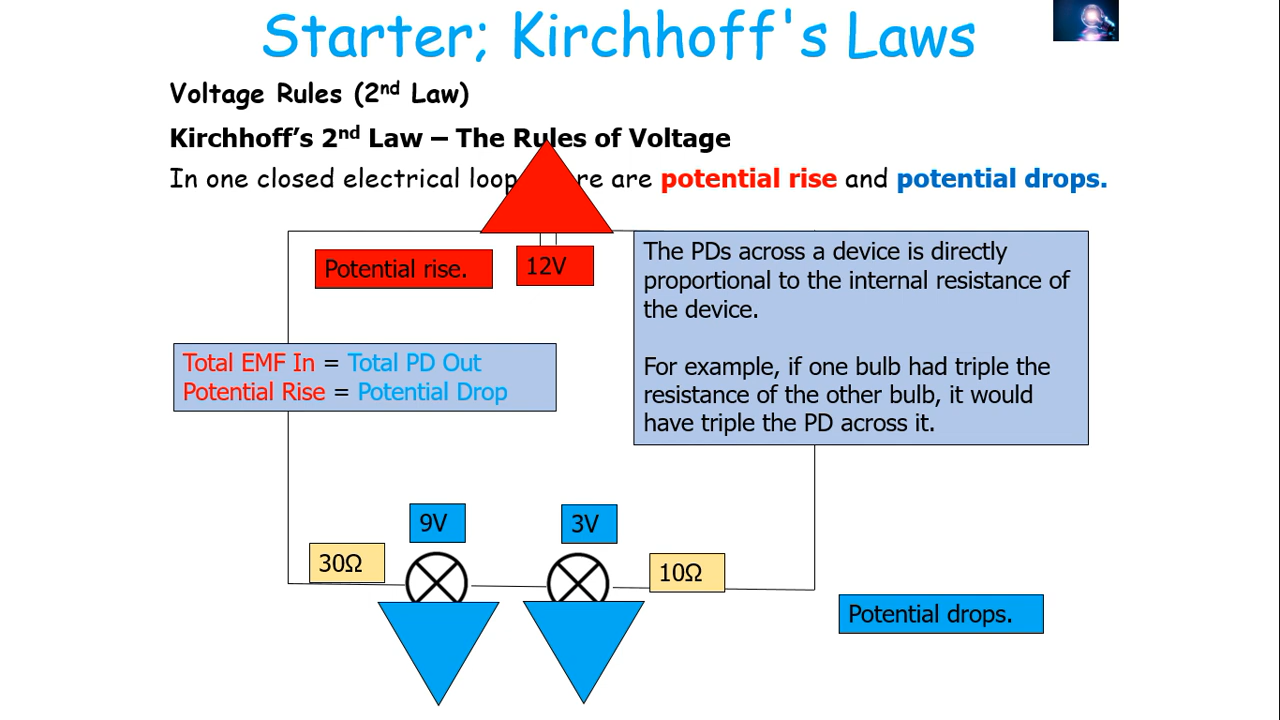 Starter; Kirchhoff's Laws
Voltage Rules (2nd Law)
Kirchhoff’s 2nd Law – The Rules of Voltage
In one closed electrical loop re are potential rise and potential drops.
Potential rise.
12V
The PDs across a device is directly
proportional to the internal resistance of
the device.
For example, if one bulb had triple the
resistance of the other bulb, it would
have triple the PD across it.
Total EMF In = Total PD Out
Potential Rise = Potential Drop
9V
3V
30Ω
10Ω
Potential drops.